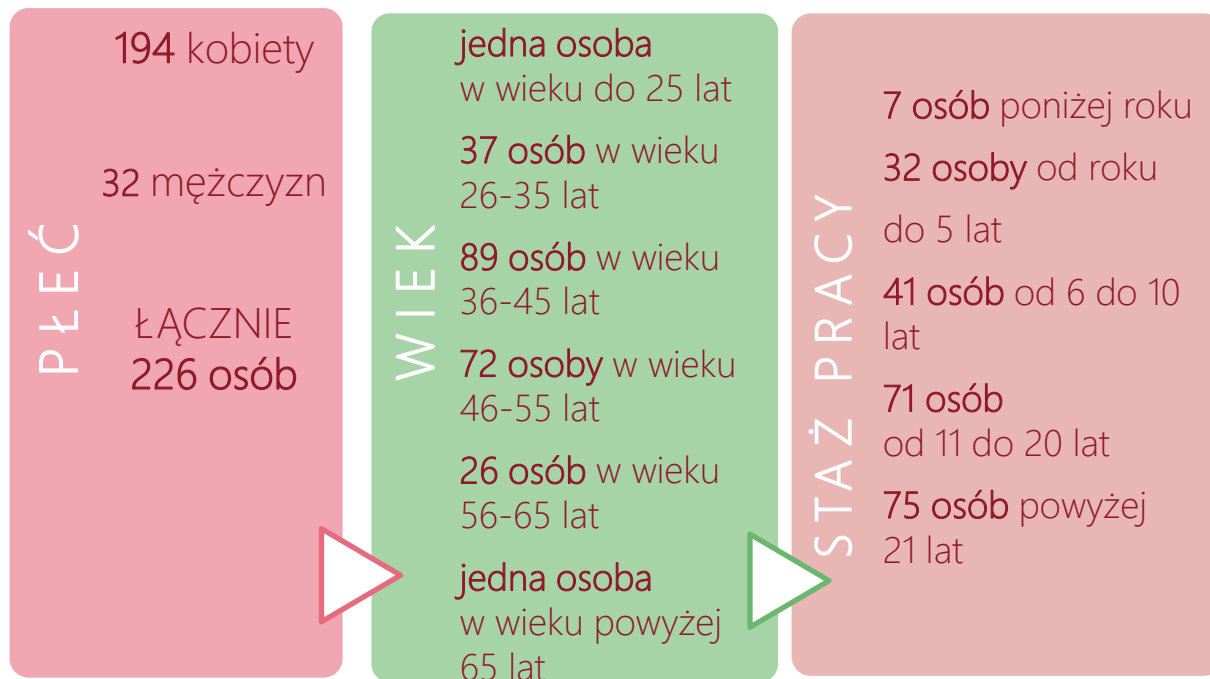 PŁEĆ
194 kobiety
32 mężczyzn
ŁĄCZNIE
226 osób
WIEK
jedna osoba
w wieku do 25 lat
37 osób w wieku
26-35 lat
89 osób w wieku
36-45 lat
72 osoby w wieku
46-55 lat
26 osób w wieku
56-65 lat
jedna osoba
w wieku powyżej
65 lat
STAŻ PRACY
7 osób poniżej roku
32 osoby od roku
do 5 lat
41 osób od 6 do 10
lat
71 osób
od 11 do 20 lat
75 osób powyżej
21 lat